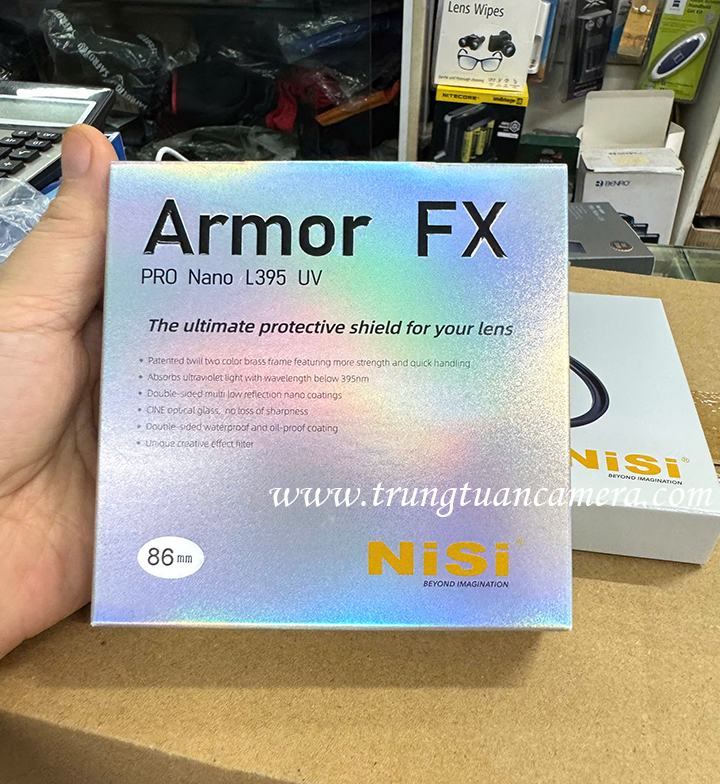 Lens Wipes
NITECORE
BENRO
Armor FX
PRO Nano L395 UV
The ultimate protective shield for your lens
• Patented twill two color brass frame featuring more strength and quick handling
• Absorbs ultraviolet light with wavelength below 395nm
• Double-sided multi low reflection nano coatings
• CINE optical glass, no loss of sharpness
• Double-sided waterproof and oil-proof coating
• Unique creative effect filter
www.trungtuancamera.com
86mm
NiSi®
BEYOND IMAGINATION
NiSi®
BEYOND IMAGINATION